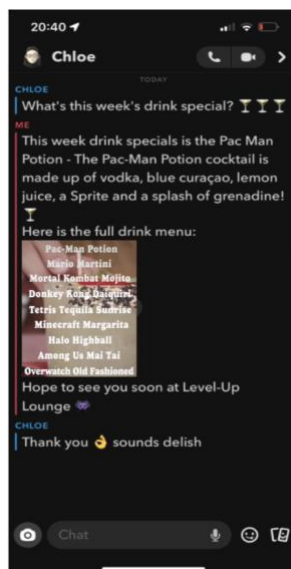 20:40
Chloe
TODAY
CHLOE
What's this week's drink special? 🍸🍸🍸
ME
This week drink specials is the Pac Man
Potion - The Pac-Man Potion cocktail is
made up of vodka, blue curaçao, lemon
juice, a Sprite and a splash of grenadine!
🍸
Here is the full drink menu:
Pac-Man Potion
Mario Martini
Mortal Kombat Mojito
Donkey Kong Daiquiri
Tetris Tequila Sunrise
Minecraft Margarita
Halo Highball
Among Us Mai Tai
Overwatch Old Fashioned
Hope to see you soon at Level-Up
Lounge 👾
CHLOE
Thank you 👌 sounds delish
Chat